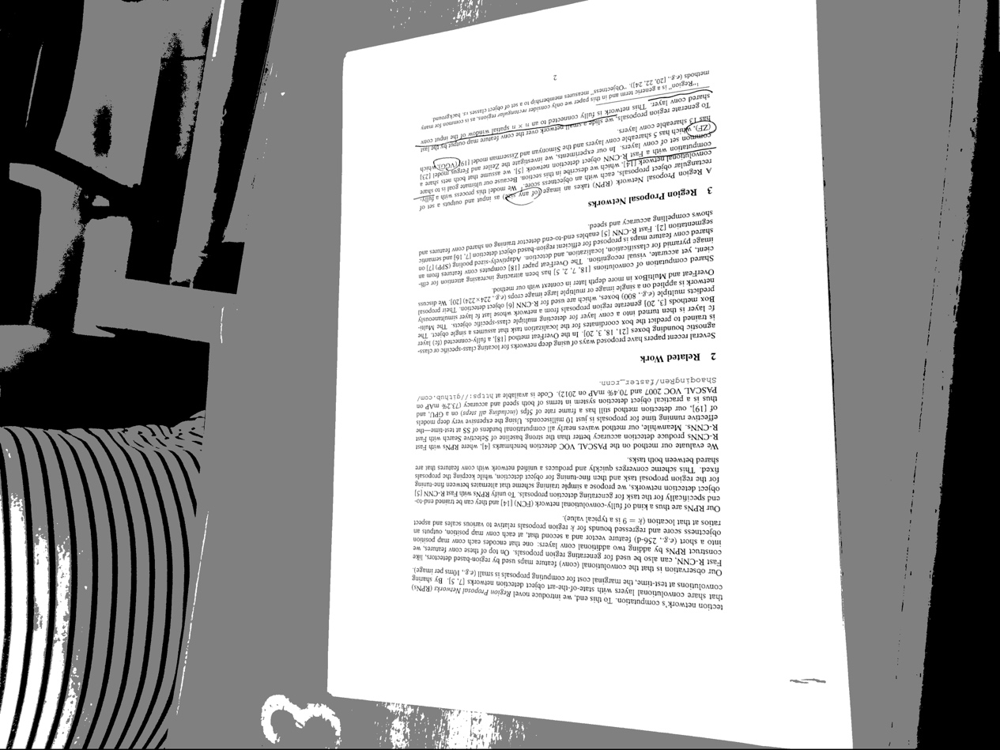 tection network's computation. To this end, we introduce novel Region Proposal Networks (RPNs)
that share convolutional layers with state-of-the-art object detection networks [7, 5]. By sharing
convolutions at test-time, the marginal cost for computing proposals is small (e.g., 10ms per image).
Our observation is that the convolutional (conv) feature maps used by region-based detectors, like
Fast R-CNN, can also be used for generating region proposals. On top of these conv features, we
construct RPNs by adding two additional conv layers: one that encodes each conv map position
into a short (e.g., 256-d) feature vector and a second that, at each conv map position, outputs an
objectness score and regressed bounds for k region proposals relative to various scales and aspect
ratios at that location (k = 9 is a typical value).
Our RPNs are thus a kind of fully-convolutional network (FCN) [14] and they can be trained end-to-
end specifically for the task for generating detection proposals. To unify RPNs with Fast R-CNN [5]
object detection networks, we propose a simple training scheme that alternates between fine-tuning
for the region proposal task and then fine-tuning for object detection, while keeping the proposals
fixed. This scheme converges quickly and produces a unified network with conv features that are
shared between both tasks.
We evaluate our method on the PASCAL VOC detection benchmarks [4], where RPNs with Fast
R-CNNs produce detection accuracy better than the strong baseline of Selective Search with Fast
R-CNNs. Meanwhile, our method waives nearly all computational burdens of SS at test-time—the
effective running time for proposals is just 10 milliseconds. Using the expensive very deep models
of [19], our detection method still has a frame rate of 5fps (including all steps) on a GPU, and
thus is a practical object detection system in terms of both speed and accuracy (73.2% mAP on
PASCAL VOC 2007 and 70.4% mAP on 2012). Code is available at https://github.com/
ShaoqingRen/faster_rcnn.
2 Related Work
Several recent papers have proposed ways of using deep networks for locating class-specific or class-
agnostic bounding boxes [21, 18, 3, 20]. In the OverFeat method [18], a fully-connected (fc) layer
is trained to predict the box coordinates for the localization task that assumes a single object. The
fc layer is then turned into a conv layer for detecting multiple class-specific objects. The Multi-
Box methods [3, 20] generate region proposals from a network whose last fc layer simultaneously
predicts multiple (e.g., 800) boxes, which are used for R-CNN [6] object detection. Their proposal
network is applied on a single image or multiple large image crops (e.g., 224×224) [20]. We discuss
OverFeat and MultiBox in more depth later in context with our method.
Shared computation of convolutions [18, 7, 2, 5] has been attracting increasing attention for effi-
cient, yet accurate, visual recognition. The OverFeat paper [18] computes conv features from an
image pyramid for classification, localization, and detection. Adaptively-sized pooling (SPP) [7] on
shared conv feature maps is proposed for efficient region-based object detection [7, 16] and semantic
segmentation [2]. Fast R-CNN [5] enables end-to-end detector training on shared conv features and
shows compelling accuracy and speed.
3 Region Proposal Networks
A Region Proposal Network (RPN) takes an image (of any size) as input and outputs a set of
rectangular object proposals, each with an objectness score.1 We model this process with a fully-
convolutional network [14], which we describe in this section. Because our ultimate goal is to share
computation with a Fast R-CNN object detection network [5], we assume that both nets share a
common set of conv layers. In our experiments, we investigate the Zeiler and Fergus model [23]
(ZF), which has 5 shareable conv layers and the Simonyan and Zisserman model [19] (VGG), which
has 13 shareable conv layers.
To generate region proposals, we slide a small network over the conv feature map output by the last
shared conv layer. This network is fully connected to an n × n spatial window of the input conv
1"Region" is a generic term and in this paper we only consider rectangular regions, as is common for many
methods (e.g., [20, 22, 24]). "Objectness" measures membership to a set of object classes vs. background
2
3